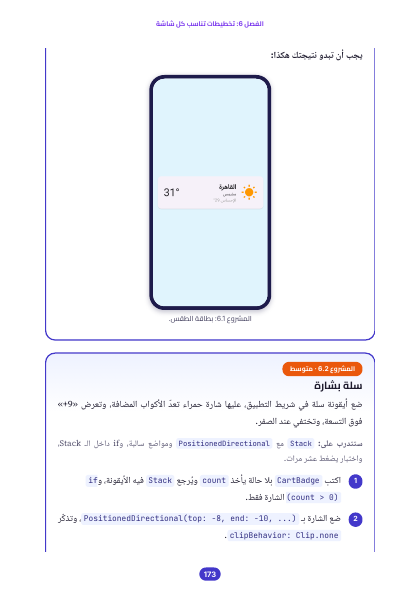 الفصل 6: تخطيطات تناسب كل شاشة
يجب أن تبدو نتيجتك هكذا:
القاهرة
مشمس
31°
المشروع 6.1: بطاقة الطقس.
المشروع 6.2 · متوسط
سلة بشارة
ضع أيقونة سلة في شريط التطبيق، عليها شارة حمراء تعدّ الأكواب المضافة، وتعرض «9+»
فوق التسعة، وتختفي عند الصفر.
ستتدرب على: Stack مع PositionedDirectional ومواضع سالبة، وif داخل الـ Stack،
واختبار يضغط عشر مرات.
1 اكتب CartBadge بلا حالة يأخذ count ويُرجع Stack فيه الأيقونة، وif
(count > 0) الشارة فقط.
2 ضع الشارة بـ PositionedDirectional(top: -8, end: -10, ...)، وتذكّر
clipBehavior: Clip.none.
173